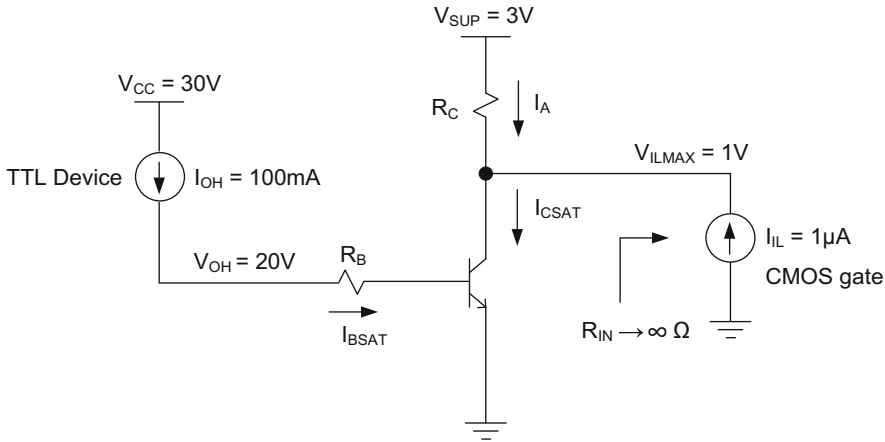 V_SUP = 3V
V_CC = 30V
R_C
I_A
V_ILMAX = 1V
TTL Device
I_OH = 100mA
I_CSAT
I_IL = 1µA
V_OH = 20V
R_B
CMOS gate
I_BSAT
R_IN → ∞ Ω